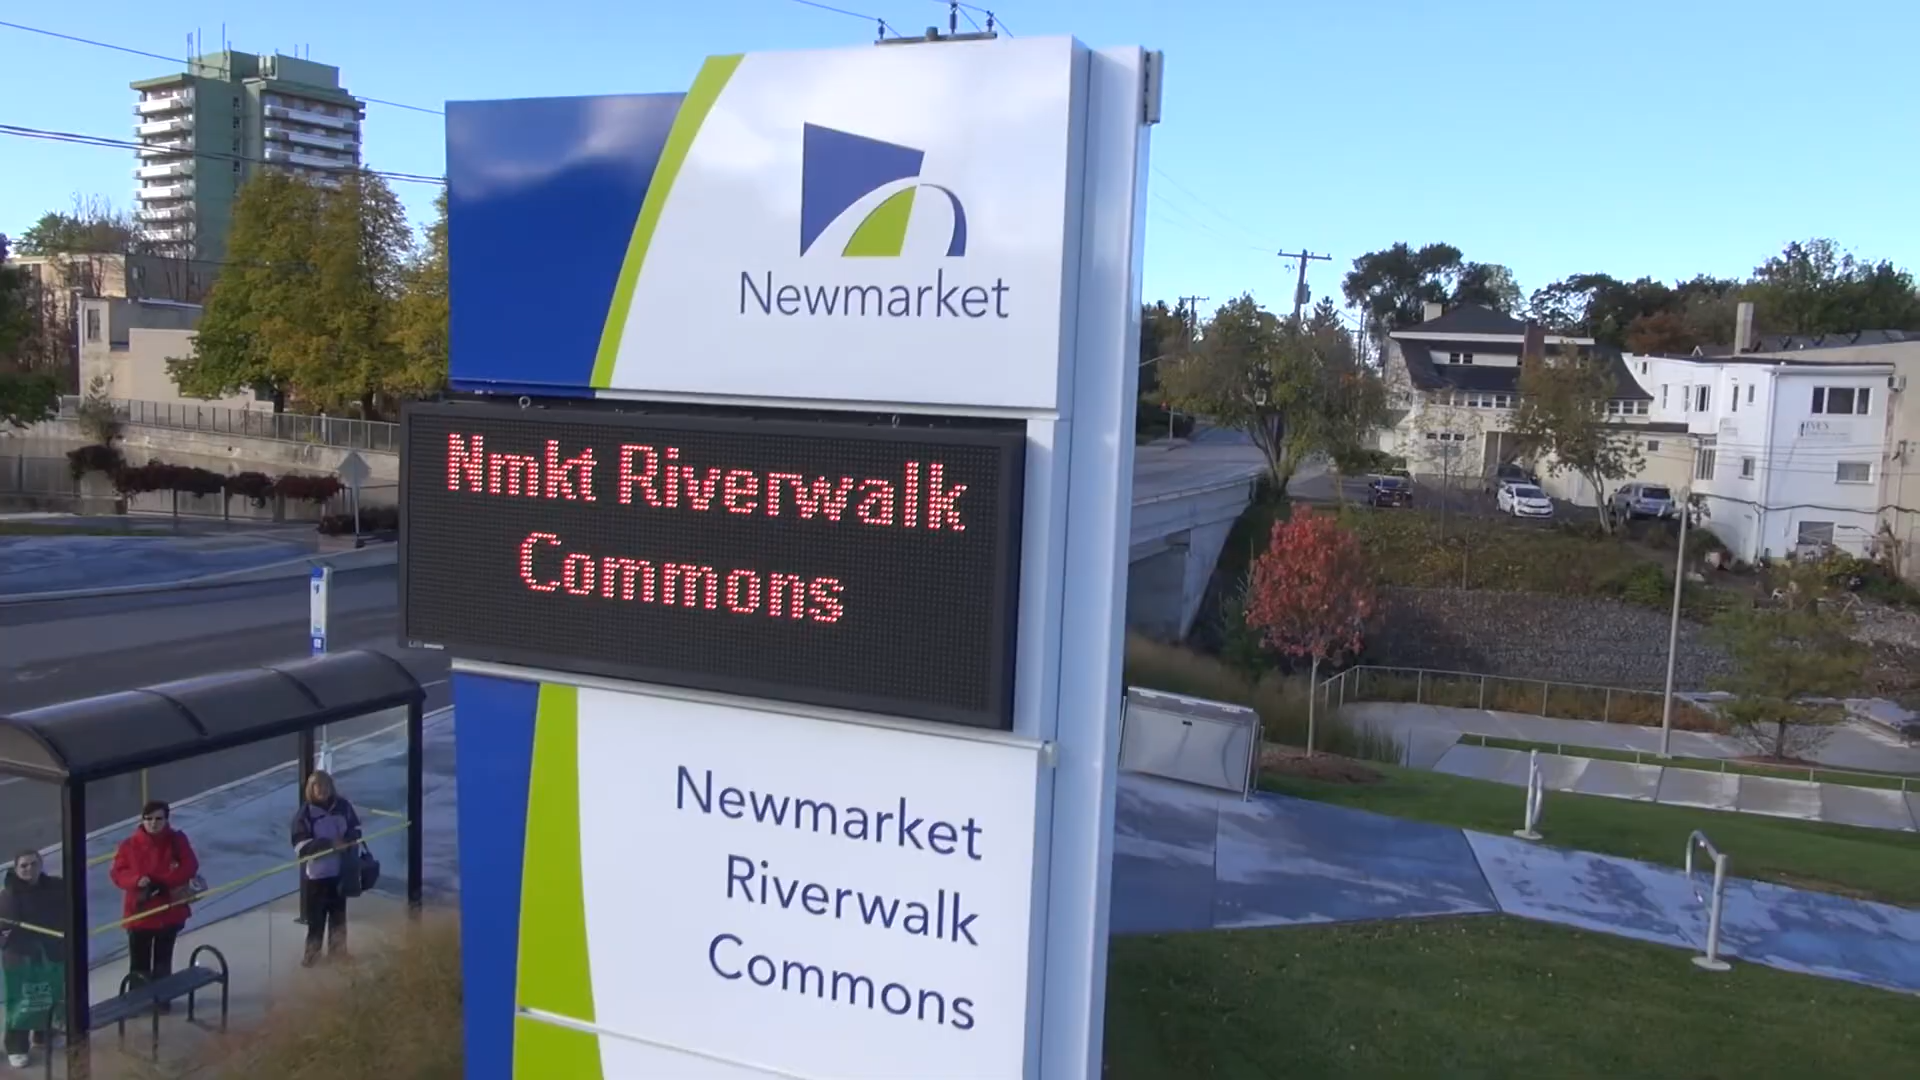 Newmarket
Nmkt Riverwalk
Commons
Newmarket
Riverwalk
Commons